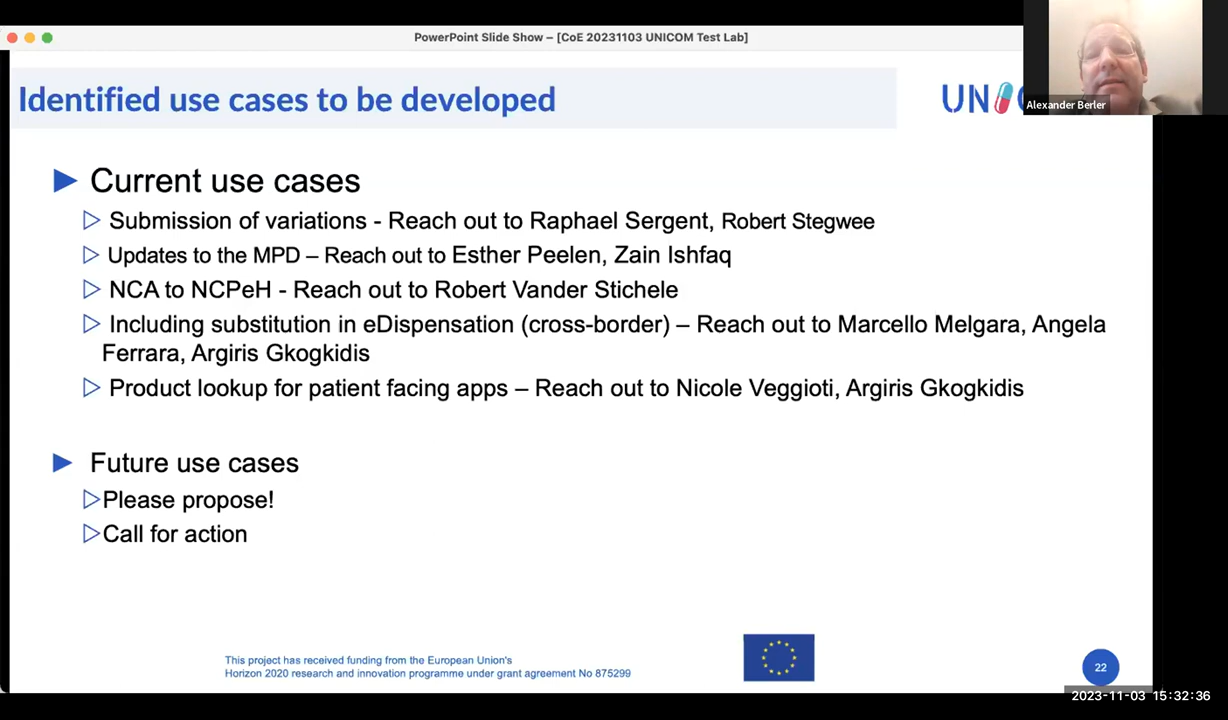 PowerPoint Slide Show – [CoE 20231103 UNICOM Test Lab]
Identified use cases to be developed
UNI
Alexander Berler
Current use cases
Submission of variations - Reach out to Raphael Sergent, Robert Stegwee
Updates to the MPD – Reach out to Esther Peelen, Zain Ishfaq
NCA to NCPeH - Reach out to Robert Vander Stichele
Including substitution in eDispensation (cross-border) – Reach out to Marcello Melgara, Angela
Ferrara, Argiris Gkogkidis
Product lookup for patient facing apps – Reach out to Nicole Veggioti, Argiris Gkogkidis
Future use cases
Please propose!
Call for action
This project has received funding from the European Union's
Horizon 2020 research and innovation programme under grant agreement No 875299
22
2023-11-03 15:32:36